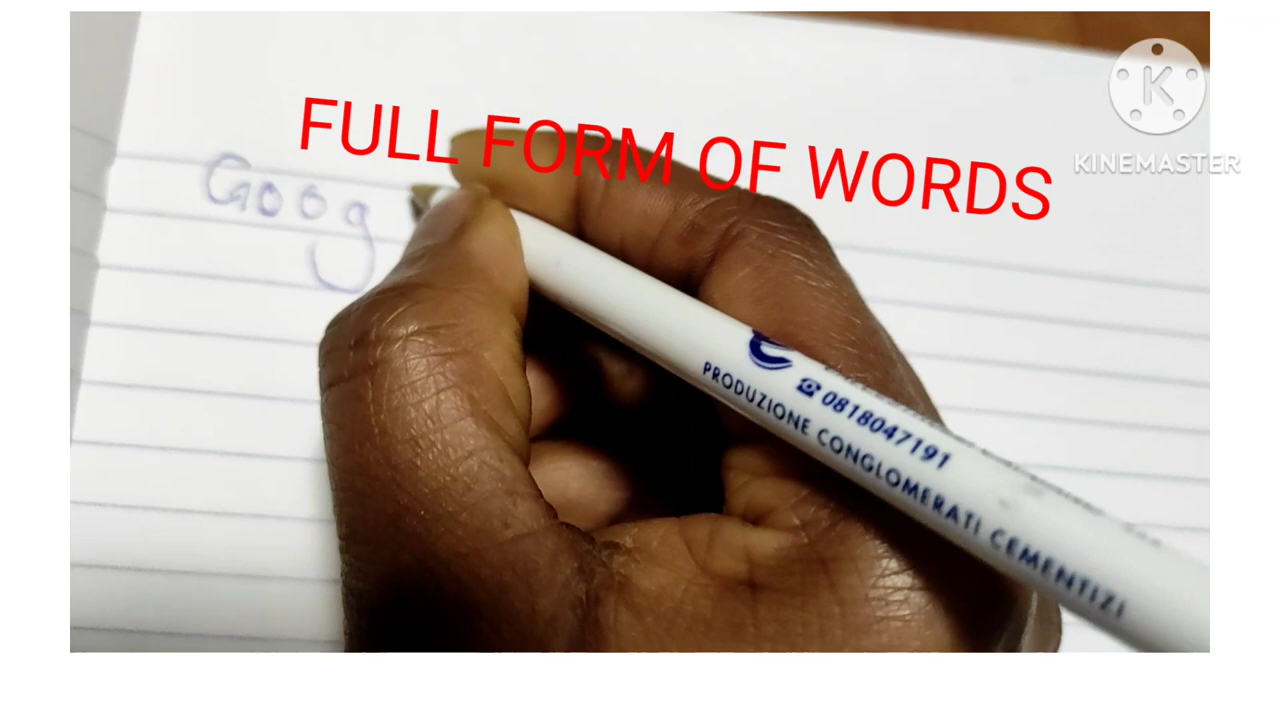 FULL FORM OF WORDS
KINEMASTER
Goog
0818047191
PRODUZIONE CONGLOMERATI CEMENTIZI